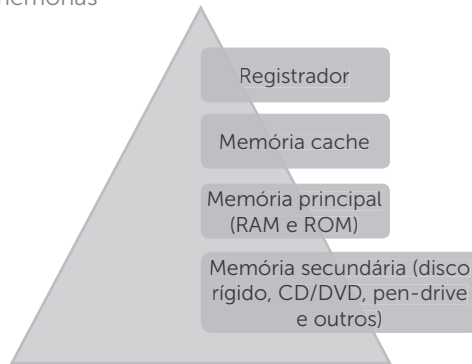 memórias
Registrador
Memória cache
Memória principal
(RAM e ROM)
Memória secundária (disco
rígido, CD/DVD, pen-drive
e outros)